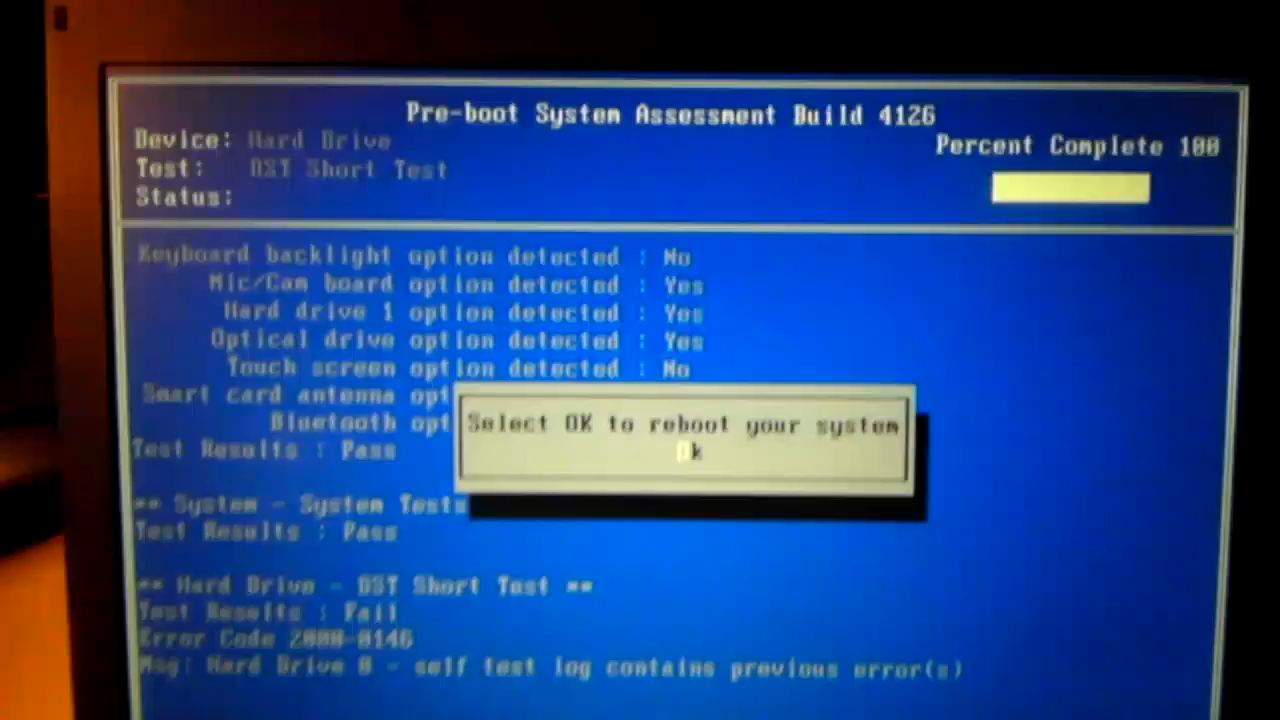 Pre-boot System Assessment Build 4126
Device: Hard Drive
Percent Complete 100
Test: DST Short Test
Status:
Keyboard backlight option detected : No
Mic/Cam board option detected : Yes
Hard drive 1 option detected : Yes
Optical drive option detected : Yes
Touch screen option detected : No
Smart card antenna opt
Bluetooth opt
Select OK to reboot your system
Ok
Test Results : Pass
** System - System Tests
Test Results : Pass
** Hard Drive - DST Short Test **
Test Results : Fail
Error Code 2000-0146
Msg: Hard Drive 0 - self test log contains previous error(s)